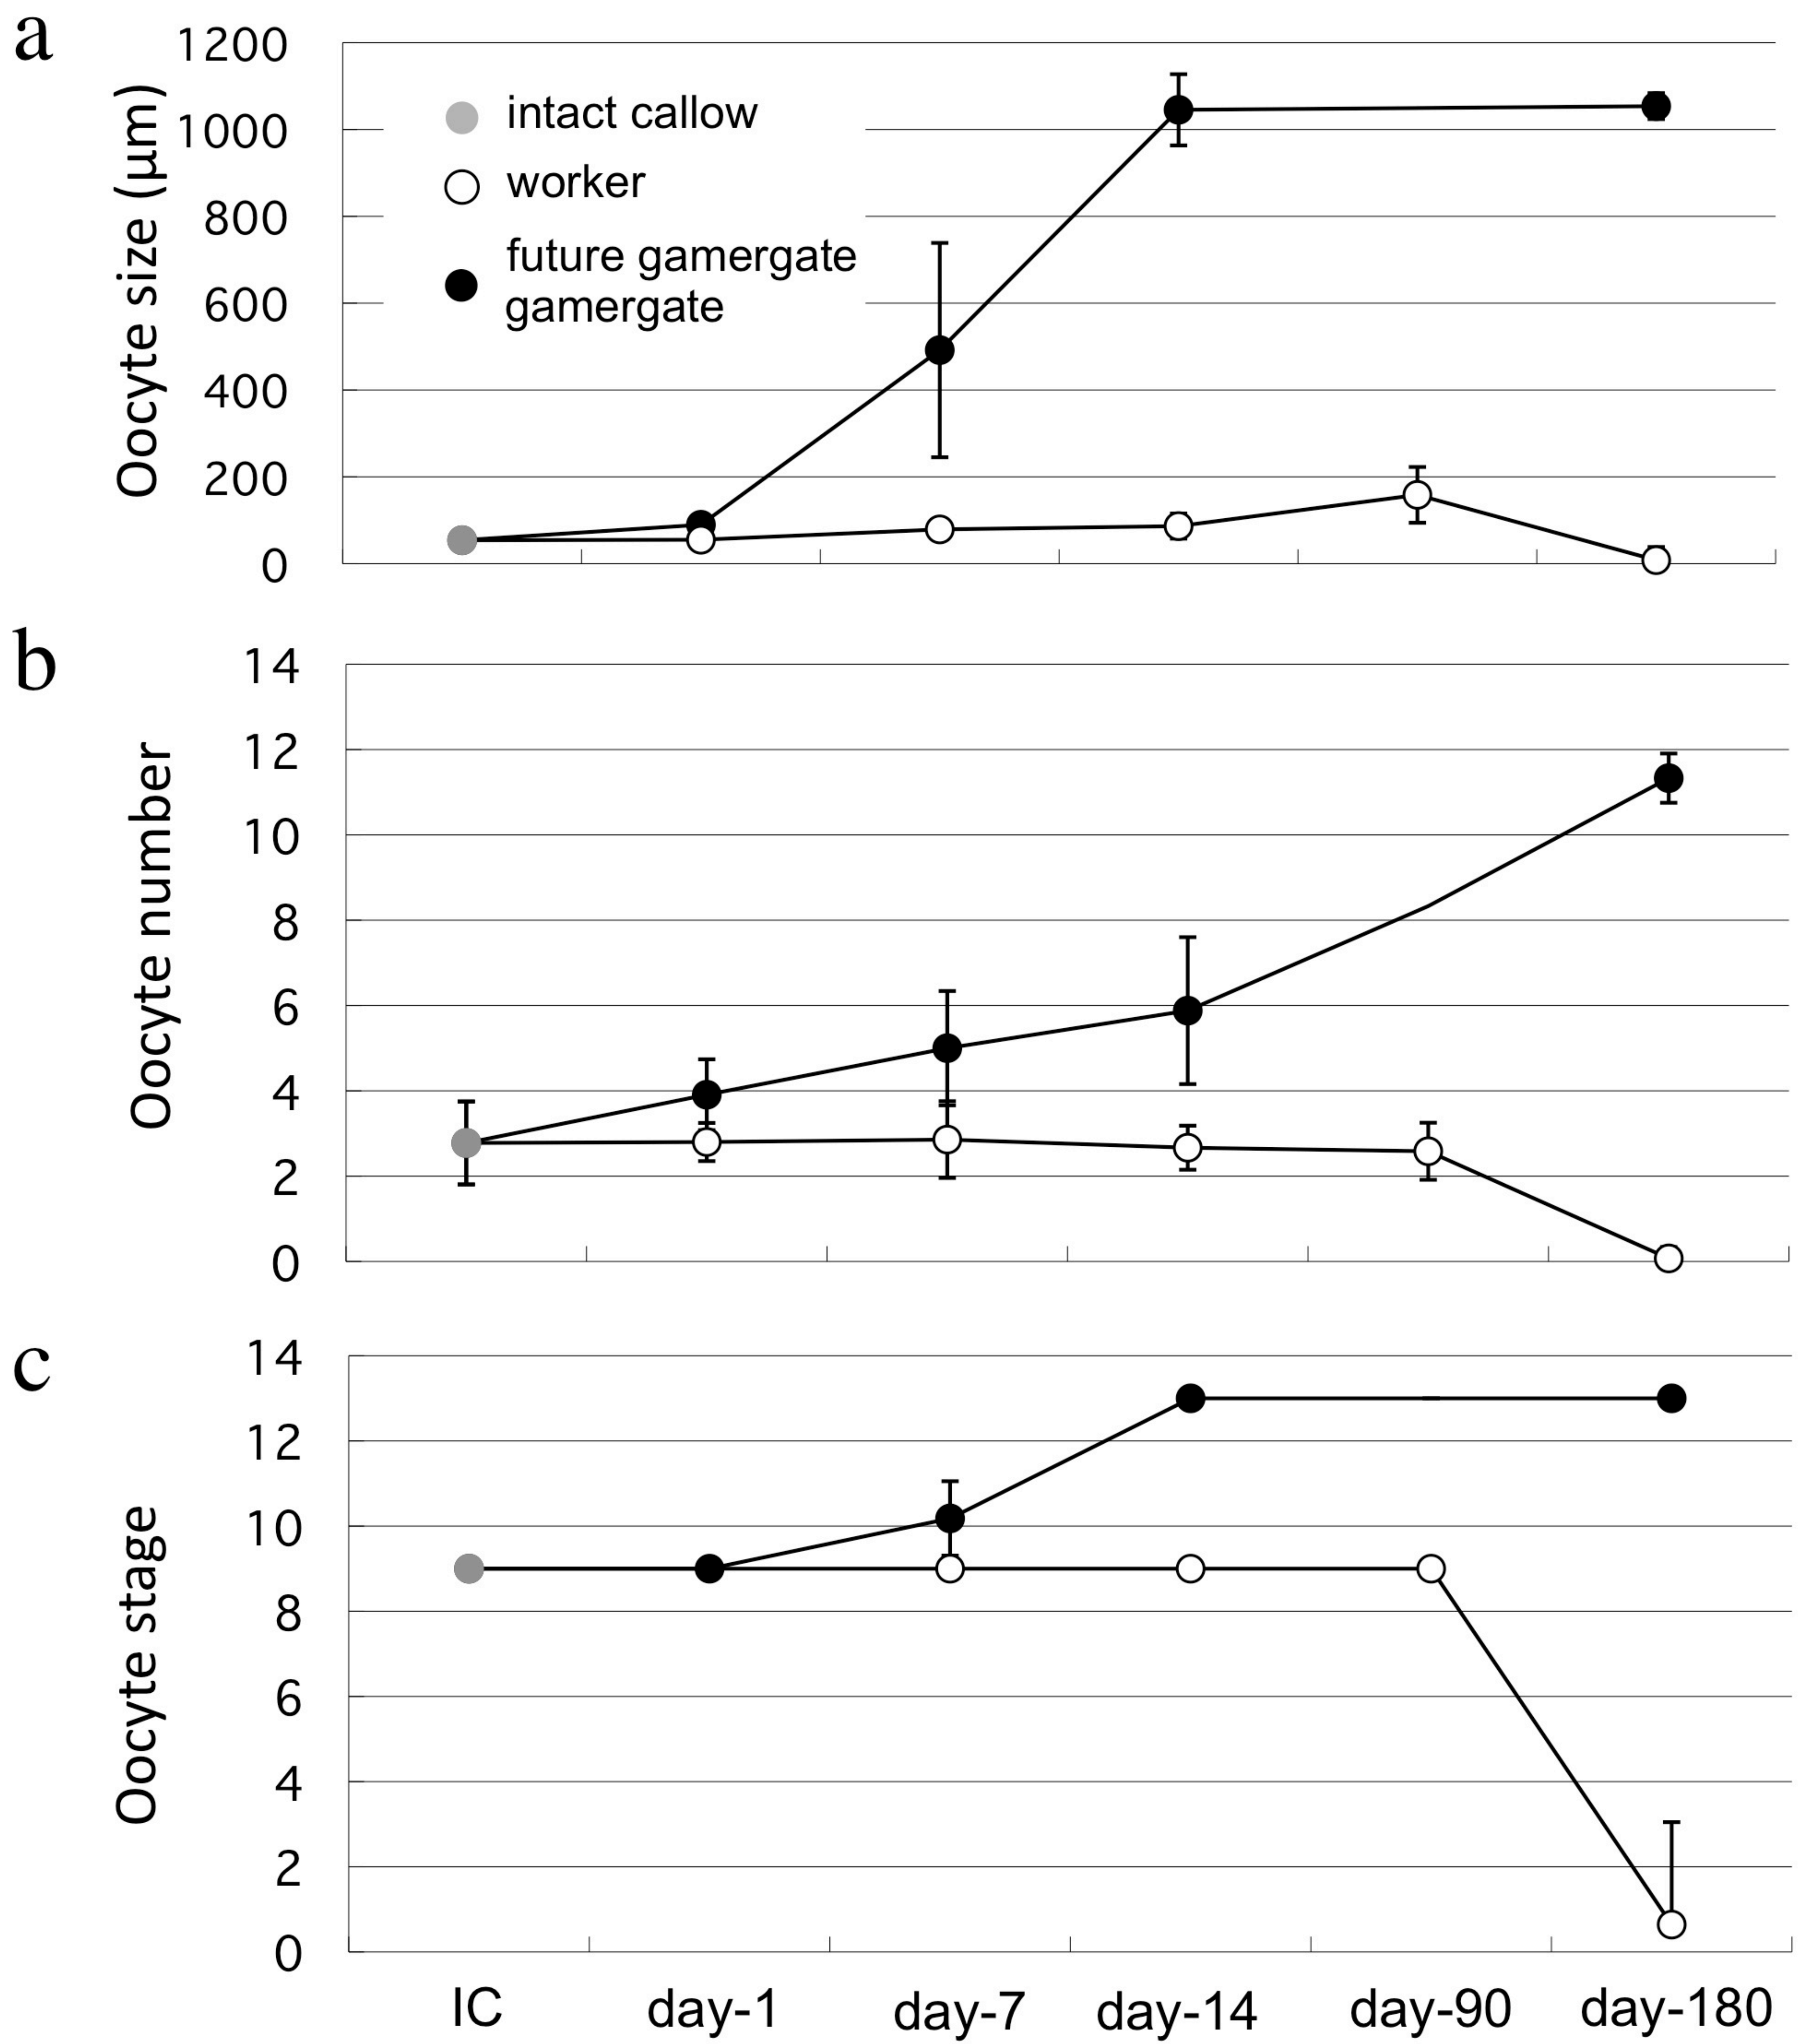 a
Oocyte size (µm)
1200
1000
800
600
400
200
0
intact callow
worker
future gamergate
gamergate
b
Oocyte number
14
12
10
8
6
4
2
0
c
Oocyte stage
14
12
10
8
6
4
2
0
IC day-1 day-7 day-14 day-90 day-180